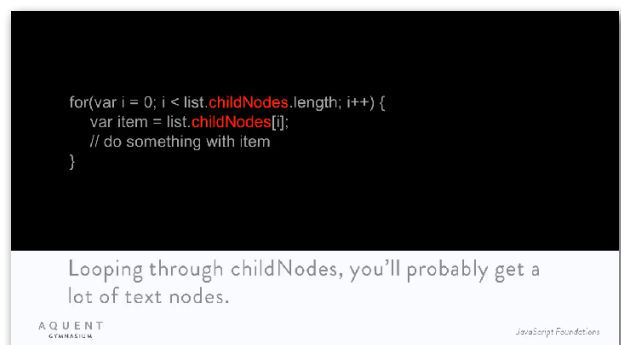 for(var i = 0; i < list.childNodes.length; i++) {
var item = list.childNodes[i];
// do something with item
}
Looping through childNodes, you'll probably get a
lot of text nodes.
AQUENT
GYMNASIUM
JavaScript Foundations